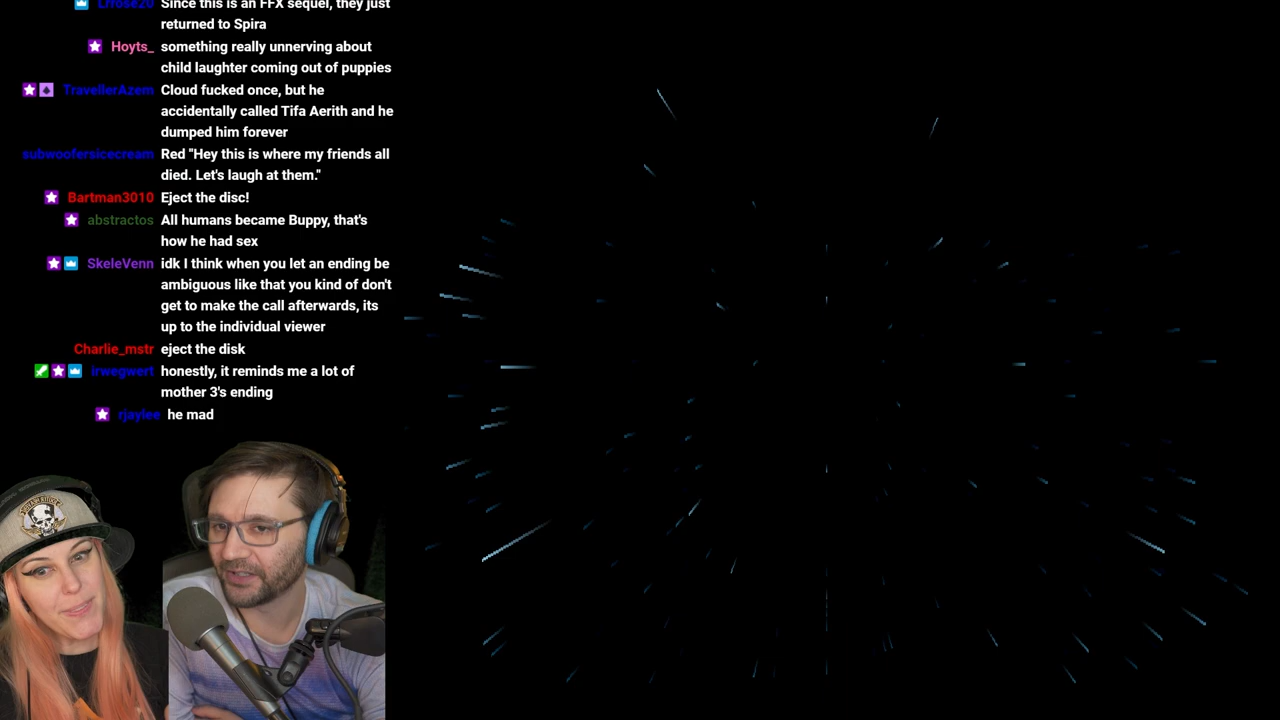 Lrrose20 Since this is an FFX sequel, they just
returned to Spira
Hoyts_ something really unnerving about
child laughter coming out of puppies
TravellerAzem Cloud fucked once, but he
accidentally called Tifa Aerith and he
dumped him forever
subwoofersicecream Red "Hey this is where my friends all
died. Let's laugh at them."
Bartman3010 Eject the disc!
abstractos All humans became Buppy, that's
how he had sex
SkeleVenn idk I think when you let an ending be
ambiguous like that you kind of don't
get to make the call afterwards, its
up to the individual viewer
Charlie_mstr eject the disk
irwegwert honestly, it reminds me a lot of
mother 3's ending
rjaylee he mad